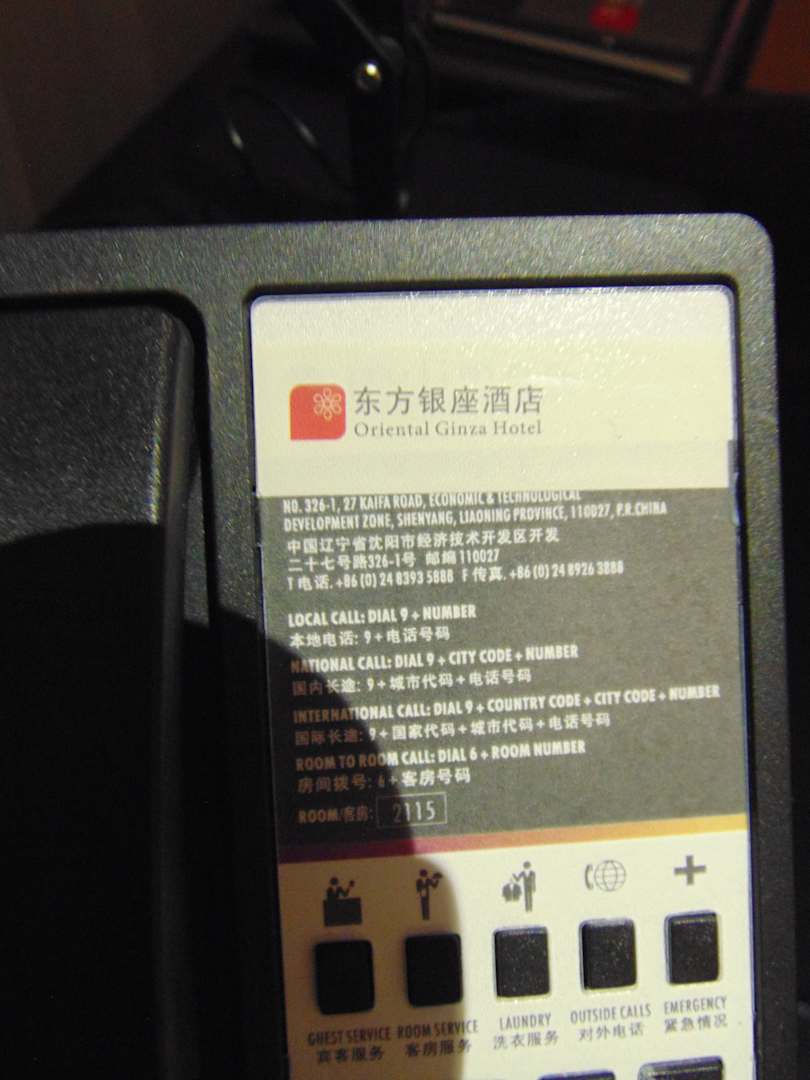 东方银座酒店
Oriental Ginza Hotel
NO. 326-1, 27 KAIFA ROAD, ECONOMIC & TECHNOLOGICAL
DEVELOPMENT ZONE, SHENYANG, LIAONING PROVINCE, 110027, P.R.CHINA
中国辽宁省沈阳市经济技术开发区开发
二十七号路326-1号 邮编 110027
T 电话. +86 (0) 24 8393 5888 F 传真. +86 (0) 24 8926 3888
LOCAL CALL: DIAL 9 + NUMBER
本地电话: 9 + 电话号码
NATIONAL CALL: DIAL 9 + CITY CODE + NUMBER
国内长途: 9 + 城市代码 + 电话号码
INTERNATIONAL CALL: DIAL 9 + COUNTRY CODE + CITY CODE + NUMBER
国际长途: 9 + 国家代码 + 城市代码 + 电话号码
ROOM TO ROOM CALL: DIAL 6 + ROOM NUMBER
房间拨号: 6 + 客房号码
ROOM/客房: 2115
GUEST SERVICE ROOM SERVICE LAUNDRY OUTSIDE CALLS EMERGENCY
宾客服务 客房服务 洗衣服务 对外电话 紧急情况